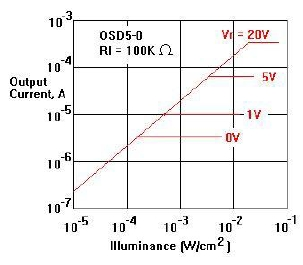 10⁻³
OSD5-0
Rl = 100K Ω
Vr = 20V
10⁻⁴
5V
Output
Current, A
10⁻⁵
1V
0V
10⁻⁶
10⁻⁷
10⁻⁵ 10⁻⁴ 10⁻³ 10⁻² 10⁻¹
Illuminance (W/cm²)